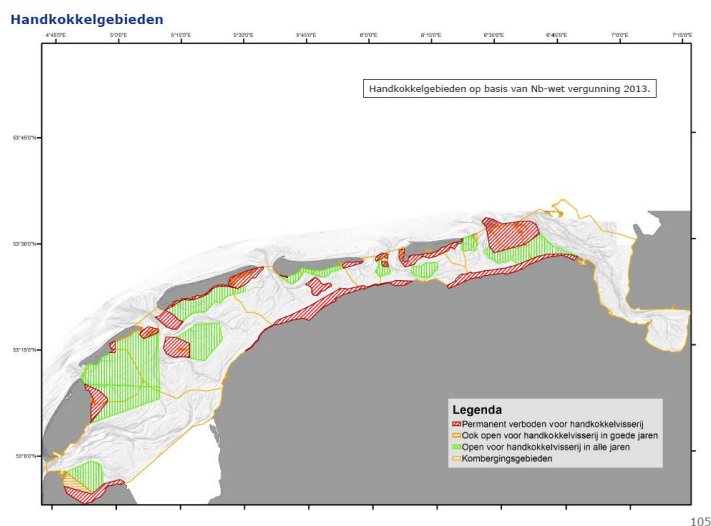 Handkokkelgebieden
4°45'0"E 5°0'0"E 5°15'0"E 5°30'0"E 5°45'0"E 6°0'0"E 6°15'0"E 6°30'0"E 6°45'0"E 7°0'0"E 7°15'0"E
Handkokkelgebieden op basis van Nb-wet vergunning 2013.
53°45'0"N
53°30'0"N
53°15'0"N
53°0'0"N
Legenda
Permanent verboden voor handkokkelvisserij
Ook open voor handkokkelvisserij in goede jaren
Open voor handkokkelvisserij in alle jaren
Kombergingsgebieden
105